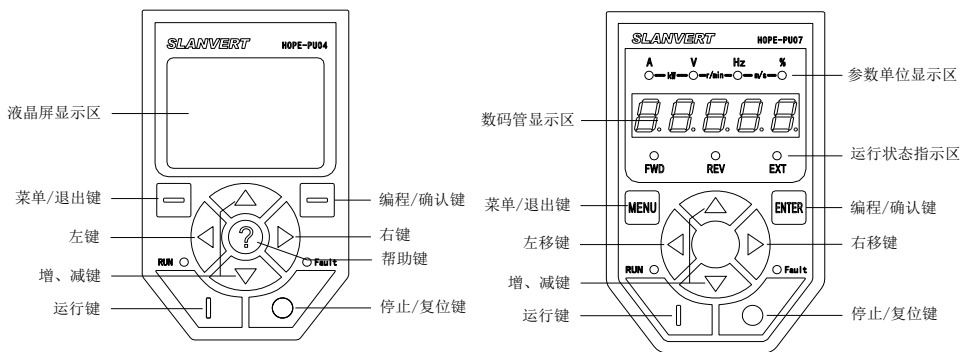 SLANVERT HOPE-PU04
液晶屏显示区
菜单/退出键
编程/确认键
左键
右键
?
帮助键
RUN
Fault
增、减键
运行键
停止/复位键
SLANVERT HOPE-PU07
A V Hz %
kW r/min m/s
参数单位显示区
数码管显示区
8.8.8.8.8.
运行状态指示区
FWD REV EXT
菜单/退出键
MENU
ENTER
编程/确认键
左移键
右移键
RUN
Fault
增、减键
运行键
停止/复位键